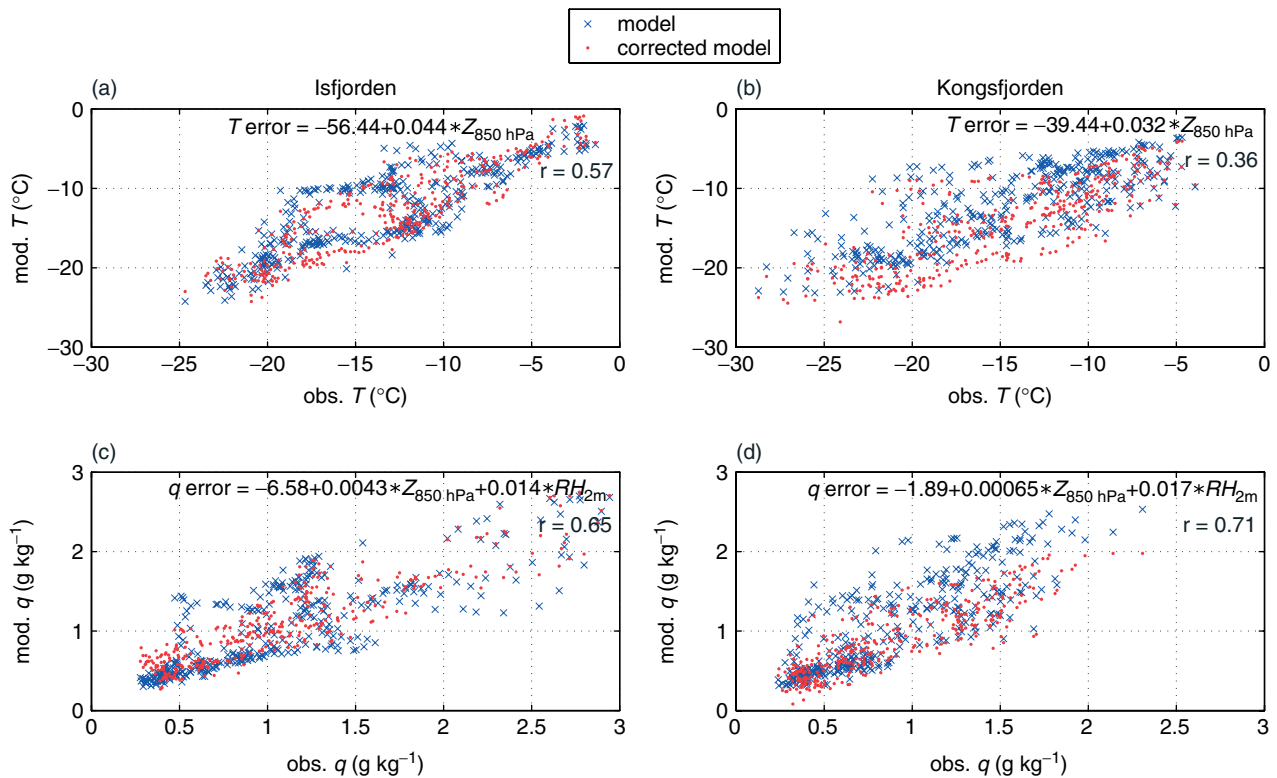 model
corrected model
(a)
Isfjorden
T error = −56.44+0.044*Z850 hPa
r = 0.57
0
−10
−20
−30
mod. T (°C)
−30
−25
−20
−15
−10
−5
0
obs. T (°C)
(b)
Kongsfjorden
T error = −39.44+0.032*Z850 hPa
r = 0.36
0
−10
−20
−30
mod. T (°C)
−30
−25
−20
−15
−10
−5
0
obs. T (°C)
(c)
q error = −6.58+0.0043*Z850 hPa+0.014*RH2m
r = 0.65
3
2
1
0
mod. q (g kg−1)
0
0.5
1
1.5
2
2.5
3
obs. q (g kg−1)
(d)
q error = −1.89+0.00065*Z850 hPa+0.017*RH2m
r = 0.71
3
2
1
0
mod. q (g kg−1)
0
0.5
1
1.5
2
2.5
3
obs. q (g kg−1)